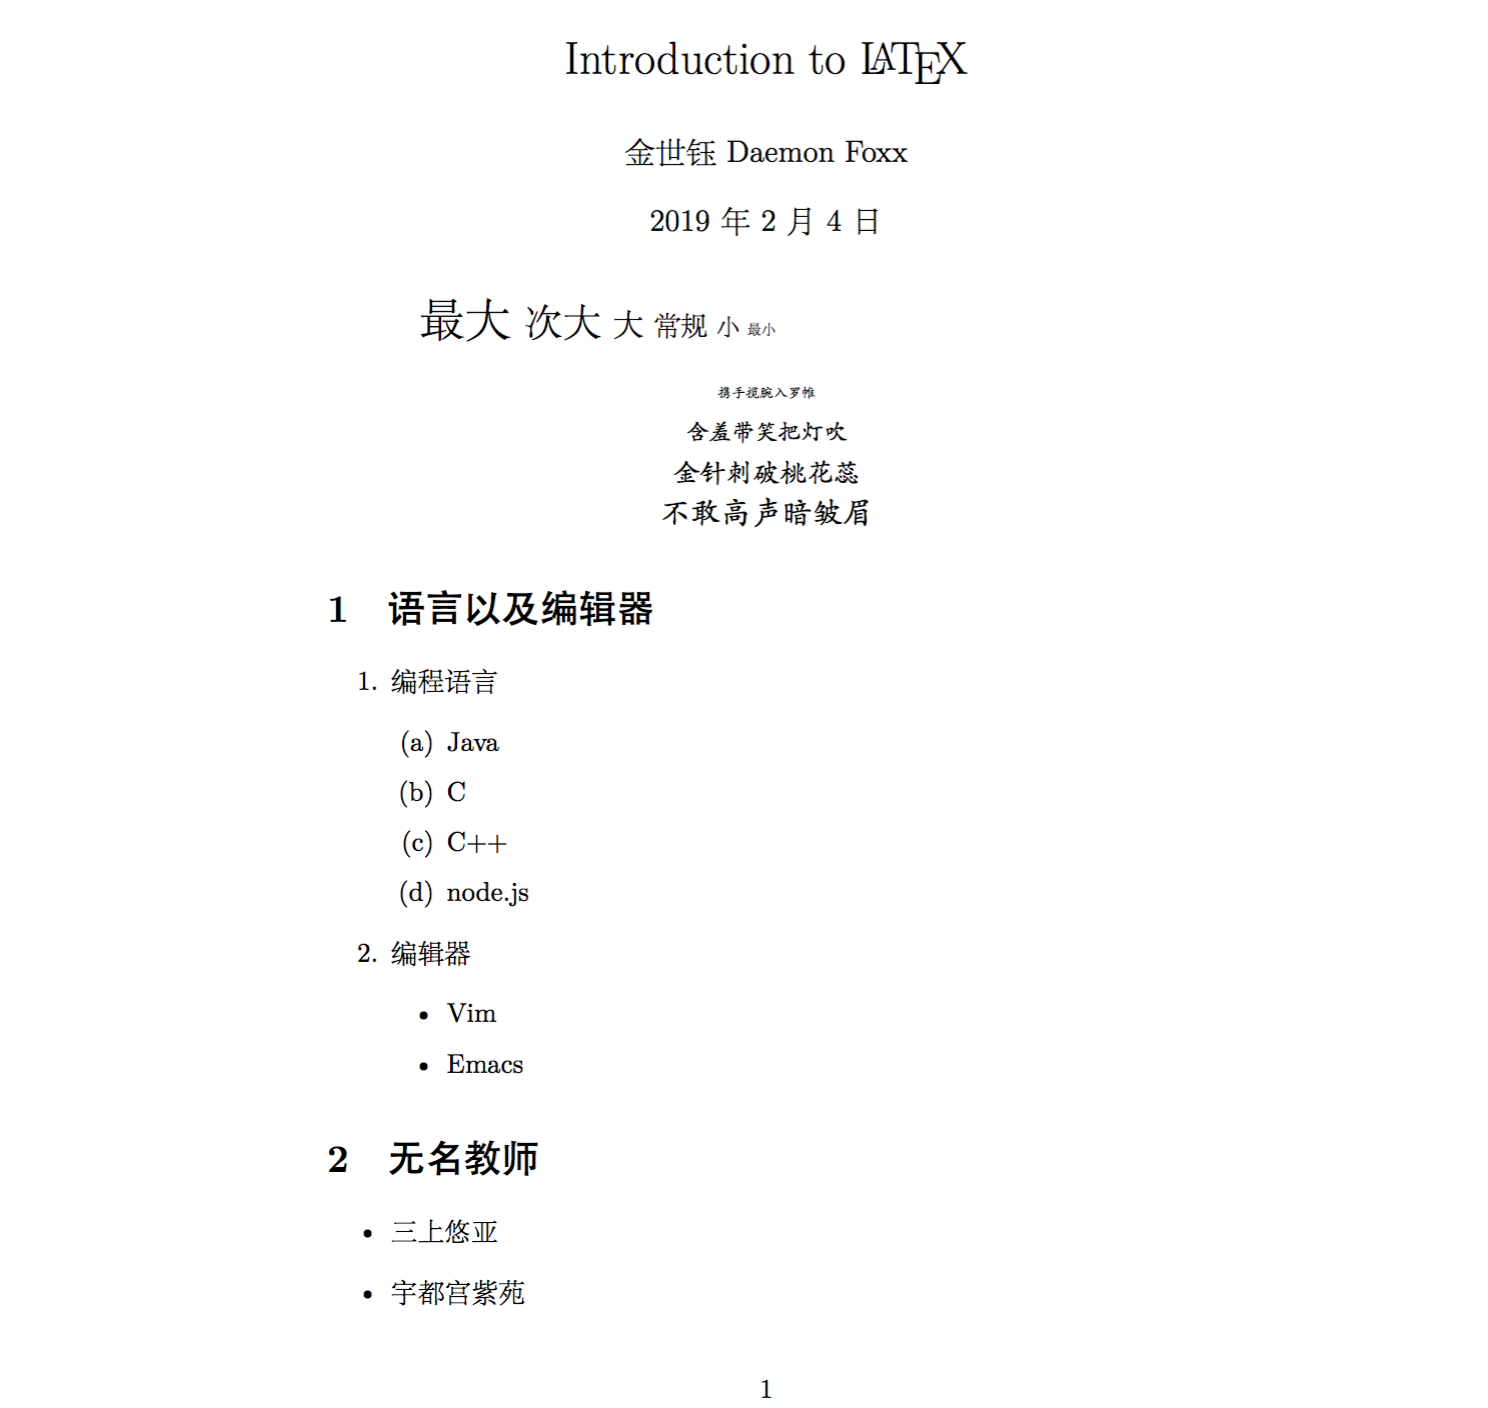 Introduction to LATEX
金世钰 Daemon Foxx
2019 年 2 月 4 日
最大 次大 大 常规 小 最小
携手揽腕入罗帷
含羞带笑把灯吹
金针刺破桃花蕊
不敢高声暗皱眉
1 语言以及编辑器
1. 编程语言
(a) Java
(b) C
(c) C++
(d) node.js
2. 编辑器
• Vim
• Emacs
2 无名教师
• 三上悠亚
• 宇都宫紫苑
1